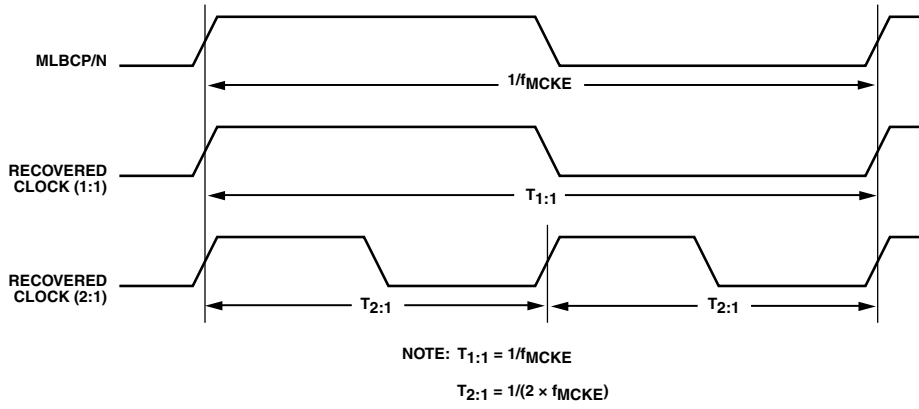 MLBCP/N
1/fMCKE
RECOVERED
CLOCK (1:1)
T1:1
RECOVERED
CLOCK (2:1)
T2:1
T2:1
NOTE: T1:1 = 1/fMCKE
T2:1 = 1/(2 × fMCKE)